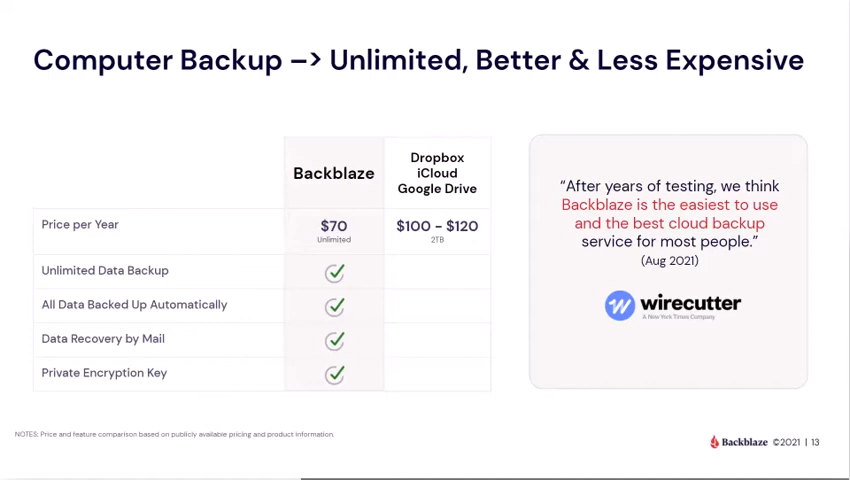 Computer Backup –> Unlimited, Better & Less Expensive
Backblaze
Dropbox
iCloud
Google Drive
Price per Year
$70
Unlimited
$100 - $120
2TB
Unlimited Data Backup
All Data Backed Up Automatically
Data Recovery by Mail
Private Encryption Key
“After years of testing, we think
Backblaze is the easiest to use
and the best cloud backup
service for most people.”
(Aug 2021)
wirecutter
A New York Times Company
NOTES: Price and feature comparison based on publicly available pricing and product information.
Backblaze ©2021 | 13